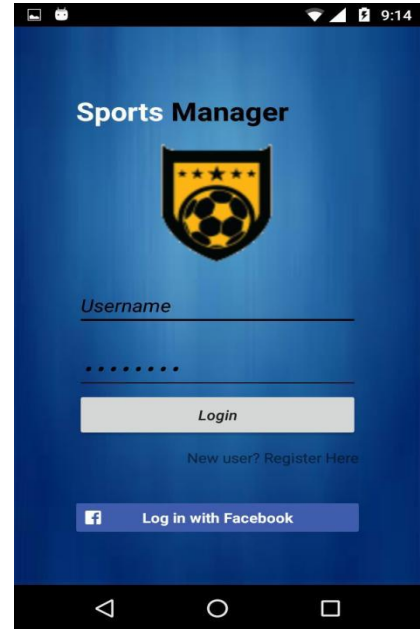 9:14
Sports Manager
Username
••••••••
Login
New user? Register Here
Log in with Facebook